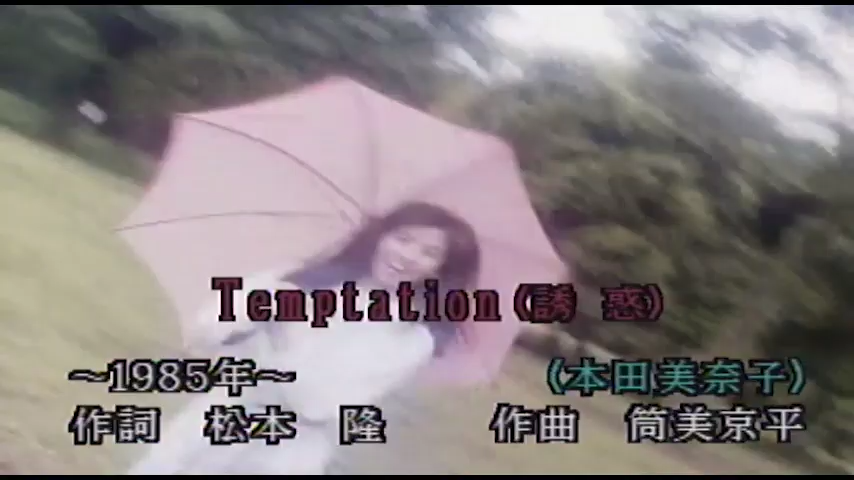 Temptation(誘惑)
～1985年～ (本田美奈子)
作詞 松本 隆 作曲 筒美京平